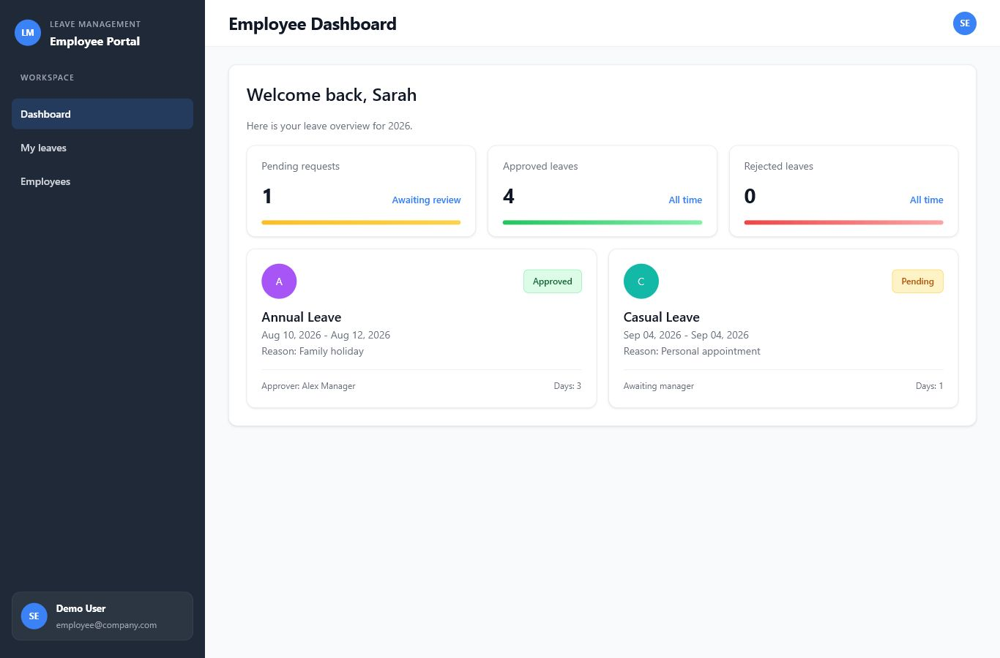 LM
LEAVE MANAGEMENT
Employee Portal
WORKSPACE
Dashboard
My leaves
Employees
SE
Demo User
employee@company.com
Employee Dashboard
SE
Welcome back, Sarah
Here is your leave overview for 2026.
Pending requests
1
Awaiting review
Approved leaves
4
All time
Rejected leaves
0
All time
A
Approved
Annual Leave
Aug 10, 2026 - Aug 12, 2026
Reason: Family holiday
Approver: Alex Manager
Days: 3
C
Pending
Casual Leave
Sep 04, 2026 - Sep 04, 2026
Reason: Personal appointment
Awaiting manager
Days: 1